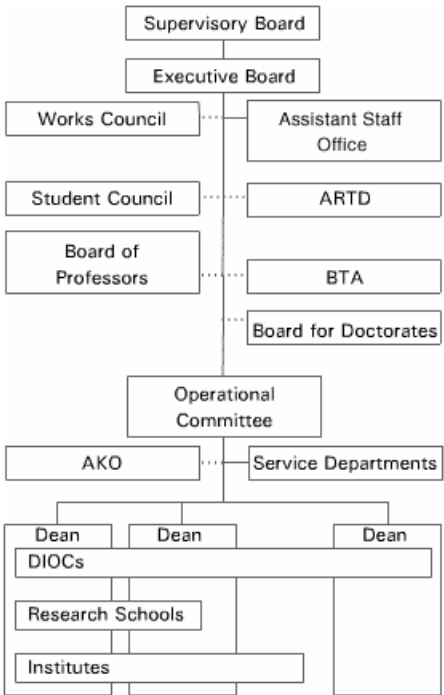 Supervisory Board
Executive Board
Works Council
Assistant Staff
Office
Student Council
ARTD
Board of
Professors
BTA
Board for Doctorates
Operational
Committee
AKO
Service Departments
Dean
Dean
Dean
DIOCs
Research Schools
Institutes